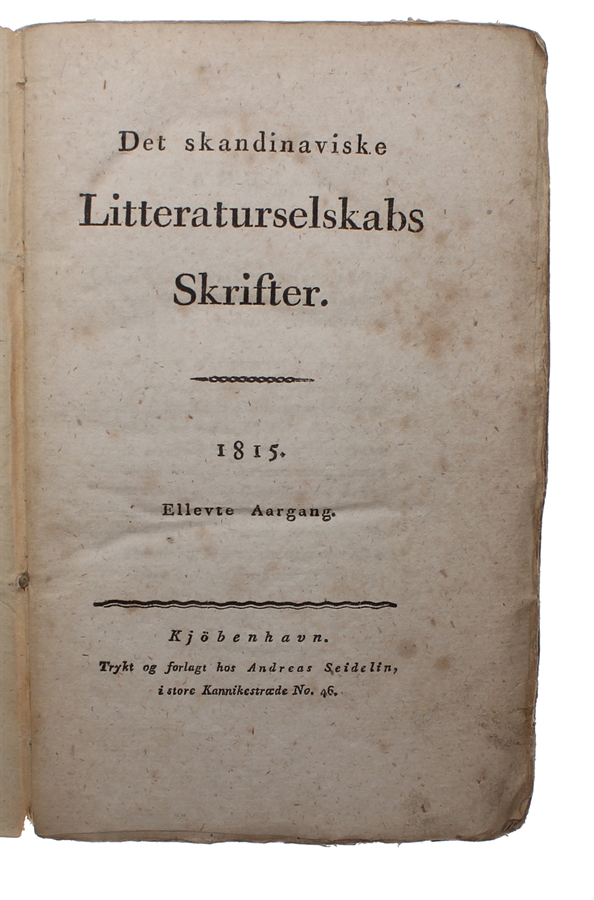 Det skandinaviske
Litteraturselskabs
Skrifter.
1815.
Ellevte Aargang.
Kjöbenhavn.
Trykt og forlagt hos Andreas Seidelin,
i store Kannikestræde No. 46.